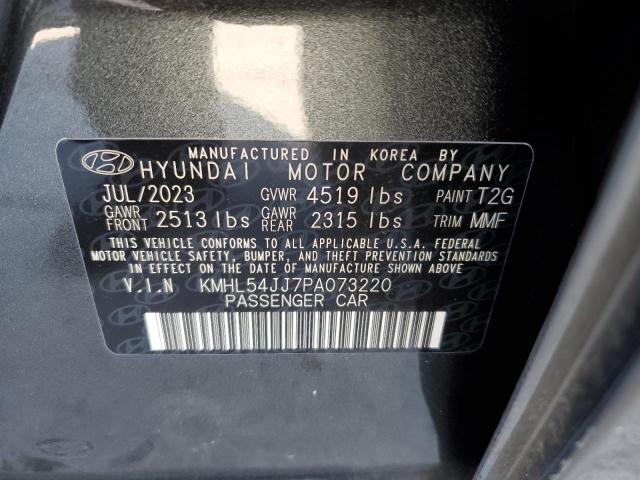 MANUFACTURED IN KOREA BY
HYUNDAI MOTOR COMPANY
JUL/2023 GVWR 4519 lbs PAINT T2G
GAWR FRONT 2513 lbs GAWR REAR 2315 lbs TRIM MMF
THIS VEHICLE CONFORMS TO ALL APPLICABLE U.S.A. FEDERAL
MOTOR VEHICLE SAFETY, BUMPER, AND THEFT PREVENTION STANDARDS
IN EFFECT ON THE DATE OF MANUFACTURE SHOWN ABOVE.
V.I.N KMHL54JJ7PA073220
PASSENGER CAR